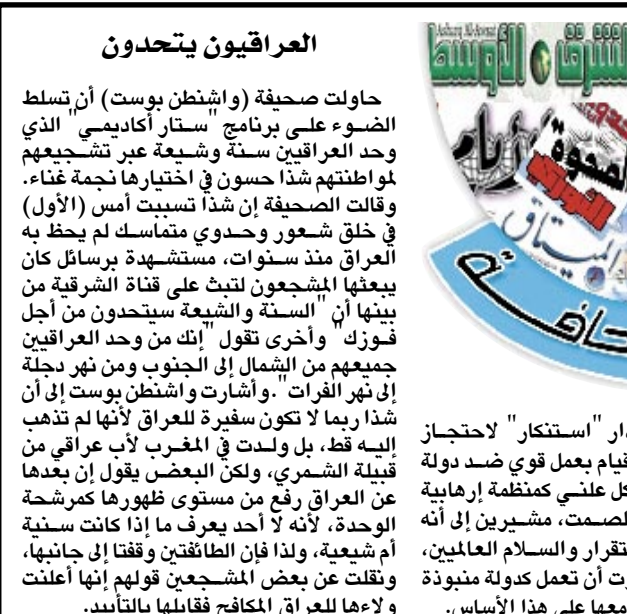 العراقيون يتحدون
حاولت صحيفة (واشنطن بوست) أن تسلط
الضوء على برنامج "ستار أكاديمي" الذي
وحد العراقيين سنة وشيعة عبر تشجيعهم
لمواطنتهم شذا حسون في اختيارها نجمة غناء.
وقالت الصحيفة إن شذا تسببت أمس (الأول)
في خلق شعور وحدوي متماسك لم يحظ به
العراق منذ سنوات، مستشهدة برسائل كان
يبعثها المشجعون لتبث على قناة الشرقية من
بينها أن "السنة والشيعة سيتحدون من أجل
فوزك" وأخرى تقول "إنك من وحد العراقيين
جميعهم من الشمال إلى الجنوب ومن نهر دجلة
إلى نهر الفرات". وأشارت واشنطن بوست إلى أن
شذا ربما لا تكون سفيرة للعراق لأنها لم تذهب
إليه قط، بل ولدت في المغرب لأب عراقي من
قبيلة الشمري، ولكن البعض يقول إن بعدها
عن العراق رفع من مستوى ظهورها كمرشحة
الوحدة، لأنه لا أحد يعرف ما إذا كانت سنية
أم شيعية، ولذا فإن الطائفتين وقفتا إلى جانبها،
ونقلت عن بعض المشجعين قولهم إنها أعلنت
ولاءها للعراق المكافح فقابلها بالتأييد.
Asharq Al-Awsat
الشرق الأوسط
الصحوة
الميثاق
"استنكار" لاحتجاز
قيام بعمل قوي ضد دولة
علني كمنظمة إرهابية
لصمت، مشيرين إلى أنه
تقرار والسلام العالميين،
وت أن تعمل كدولة منبوذة
معها على هذا الأساس.